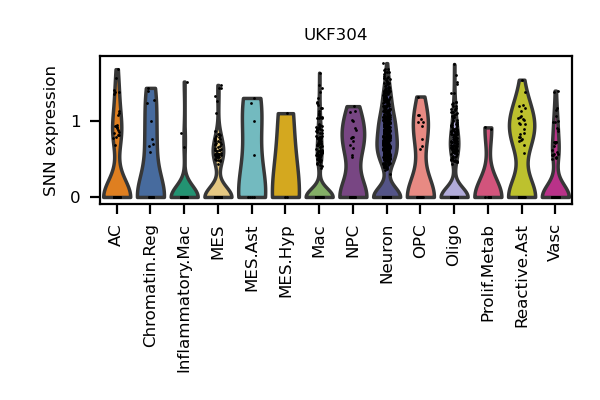 UKF304
SNN expression
1
0
AC
Chromatin.Reg
Inflammatory.Mac
MES
MES.Ast
MES.Hyp
Mac
NPC
Neuron
OPC
Oligo
Prolif.Metab
Reactive.Ast
Vasc